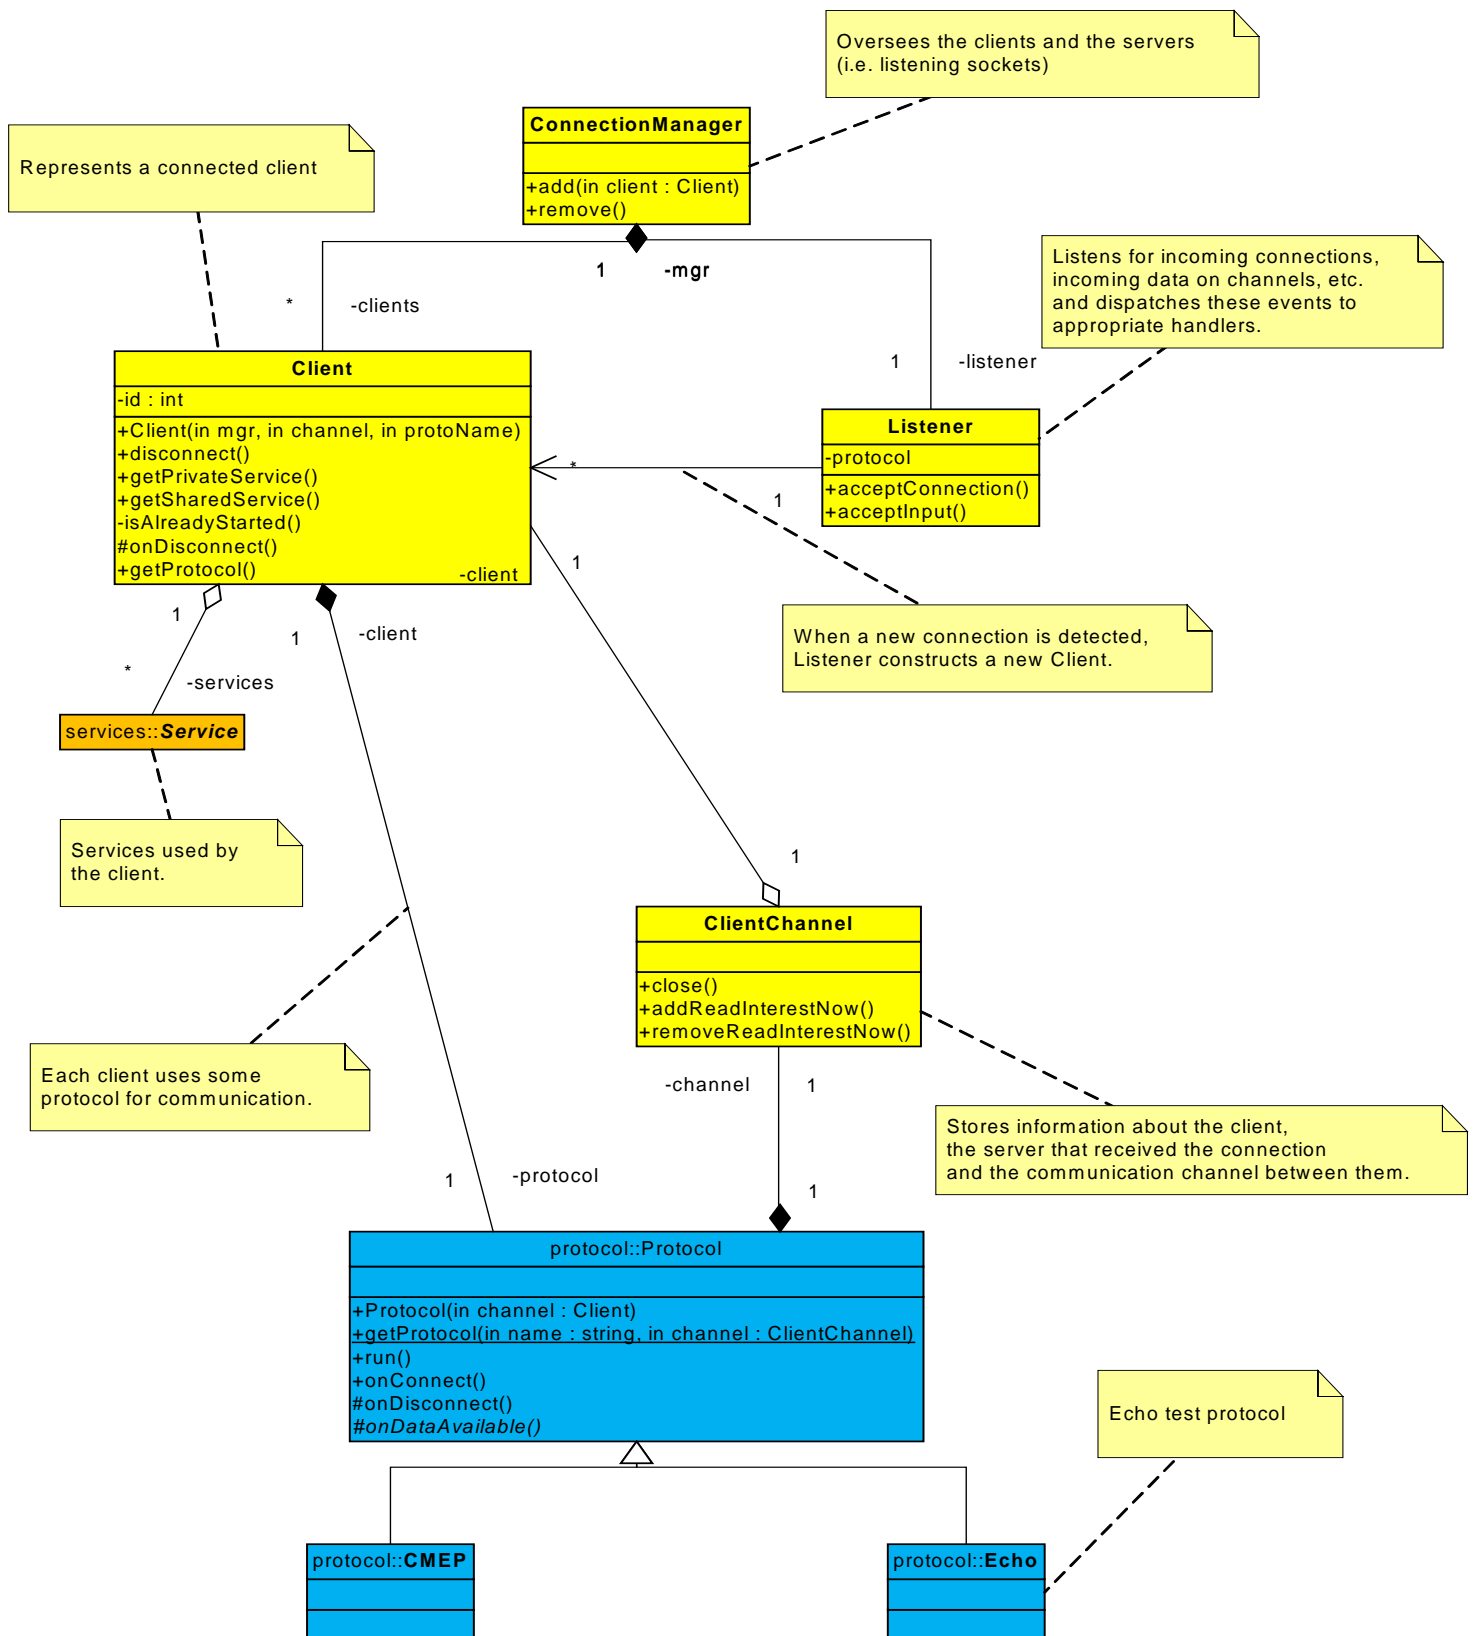 Oversees the clients and the servers
(i.e. listening sockets)
ConnectionManager
+add(in client : Client)
+remove()
Represents a connected client
1
-mgr
*
-clients
Listens for incoming connections,
incoming data on channels, etc.
and dispatches these events to
appropriate handlers.
1
-listener
Client
-id : int
+Client(in mgr, in channel, in protoName)
+disconnect()
+getPrivateService()
+getSharedService()
-isAlreadyStarted()
#onDisconnect()
+getProtocol()
-client
Listener
-protocol
+acceptConnection()
+acceptInput()
*
1
1
1
*
-services
1
-client
When a new connection is detected,
Listener constructs a new Client.
services::Service
Services used by
the client.
1
ClientChannel
+close()
+addReadInterestNow()
+removeReadInterestNow()
Each client uses some
protocol for communication.
-channel
1
Stores information about the client,
the server that received the connection
and the communication channel between them.
1
-protocol
1
protocol::Protocol
+Protocol(in channel : Client)
+getProtocol(in name : string, in channel : ClientChannel)
+run()
+onConnect()
#onDisconnect()
#onDataAvailable()
Echo test protocol
protocol::CMEP
protocol::Echo